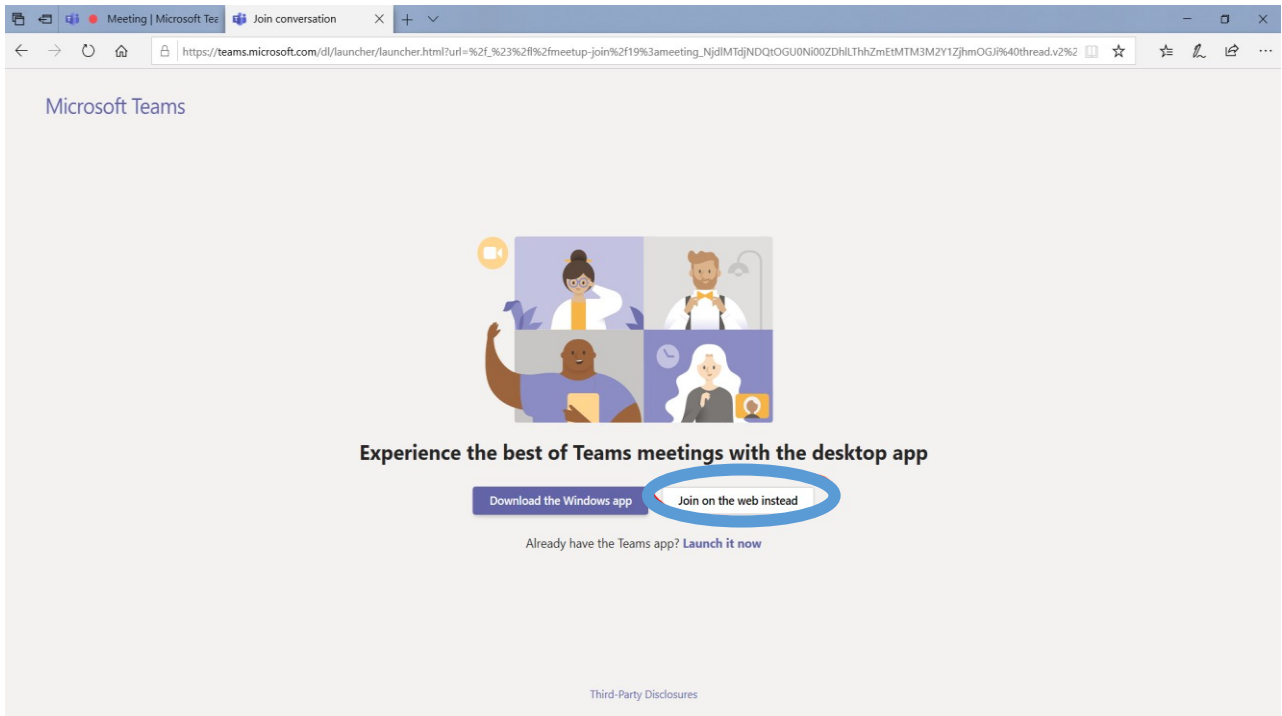 Meeting | Microsoft Tea
Join conversation
https://teams.microsoft.com/dl/launcher/launcher.html?url=%2f_%23%2fl%2fmeetup-join%2f19%3ameeting_NjdlMTdjNDQtOGU0Ni00ZDhlLThhZmEtMTM3M2Y1ZjhmOGJi%40thread.v2%2
Microsoft Teams
Experience the best of Teams meetings with the desktop app
Download the Windows app
Join on the web instead
Already have the Teams app? Launch it now
Third-Party Disclosures